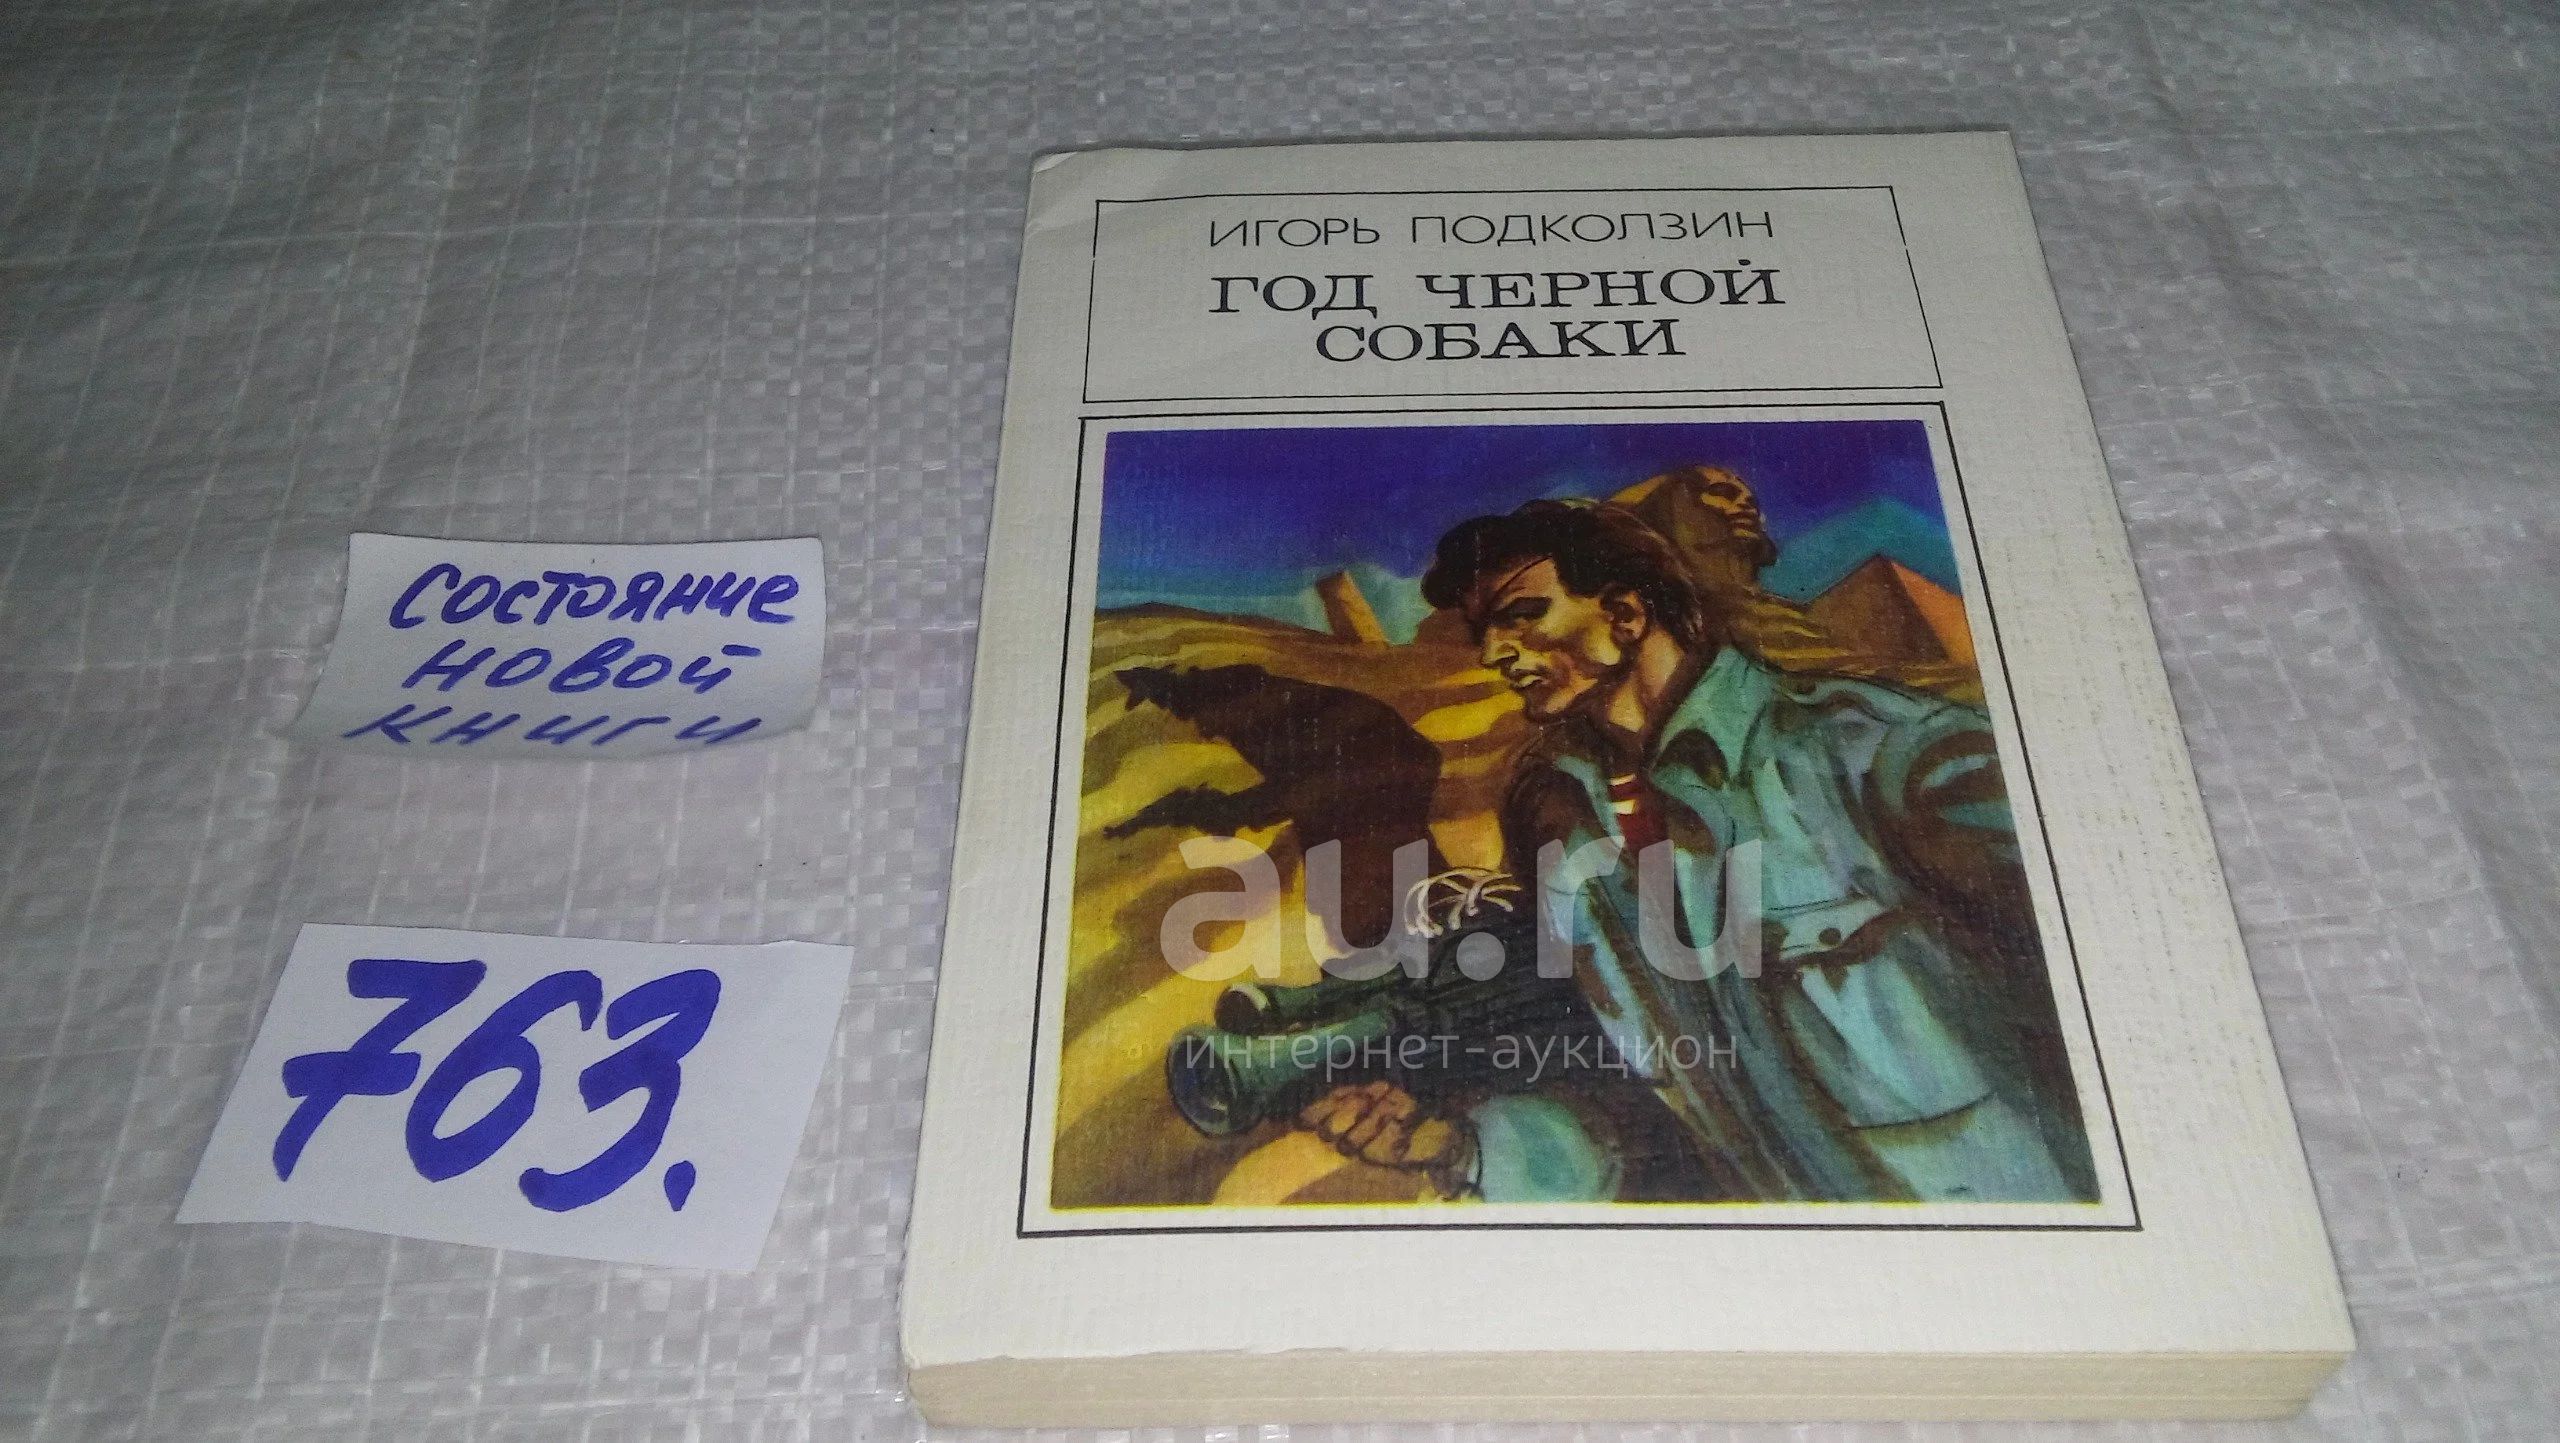 ИГОРЬ ПОДКОЛЗИН
ГОД ЧЕРНОЙ
СОБАКИ
Состояние
новой
книги
763.
au.ru
интернет-аукцион